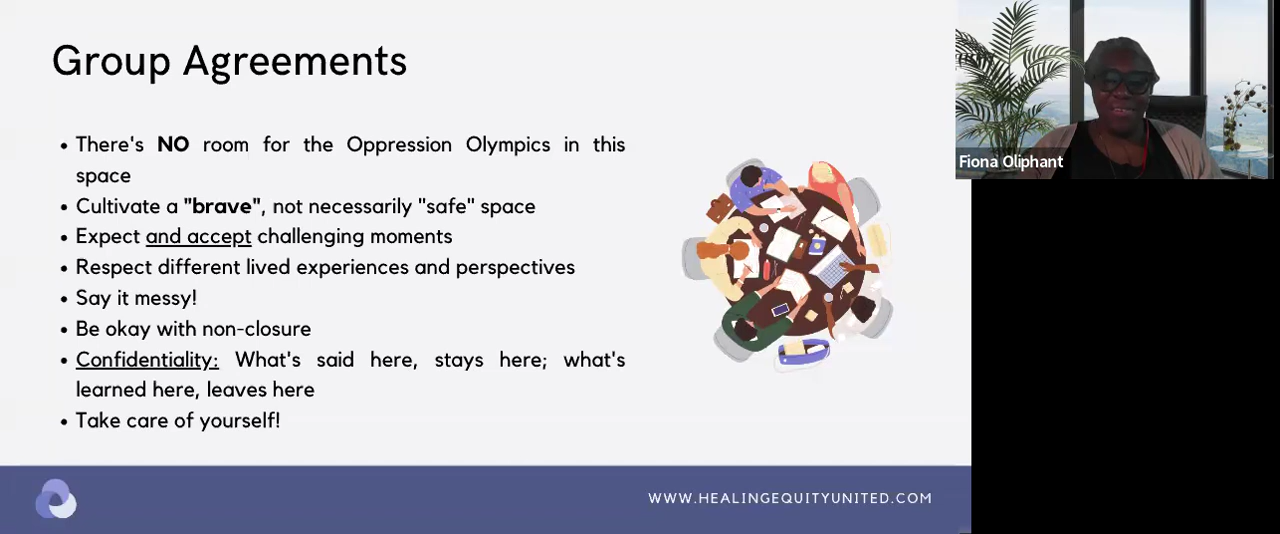 Group Agreements
• There's NO room for the Oppression Olympics in this
space
• Cultivate a "brave", not necessarily "safe" space
• Expect and accept challenging moments
• Respect different lived experiences and perspectives
• Say it messy!
• Be okay with non-closure
• Confidentiality: What's said here, stays here; what's
learned here, leaves here
• Take care of yourself!
WWW.HEALINGEQUITYUNITED.COM
Fiona Oliphant